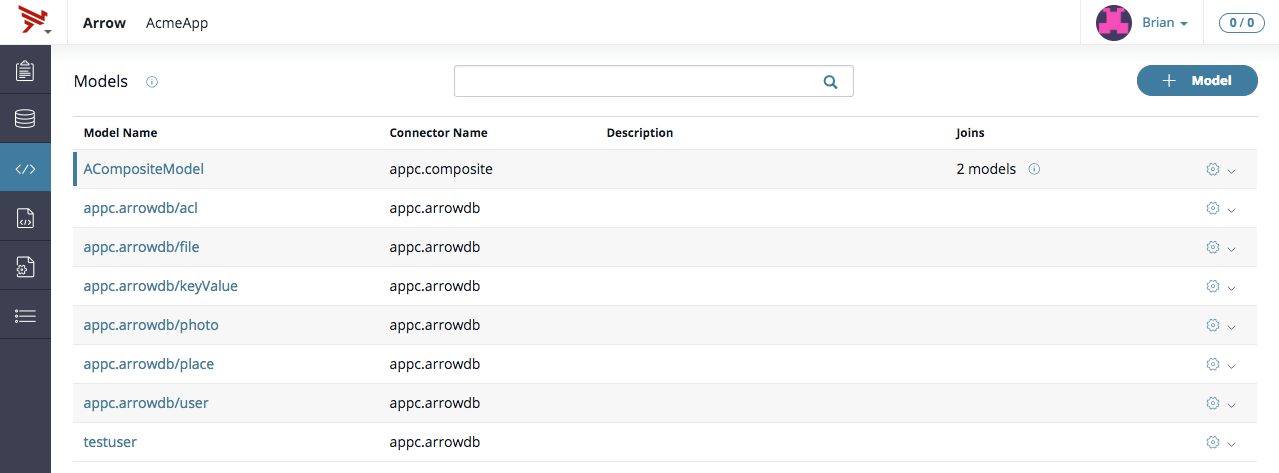 Arrow AcmeApp Brian 0 / 0
Models + Model
Model Name Connector Name Description Joins
ACompositeModel appc.composite 2 models
appc.arrowdb/acl appc.arrowdb
appc.arrowdb/file appc.arrowdb
appc.arrowdb/keyValue appc.arrowdb
appc.arrowdb/photo appc.arrowdb
appc.arrowdb/place appc.arrowdb
appc.arrowdb/user appc.arrowdb
testuser appc.arrowdb